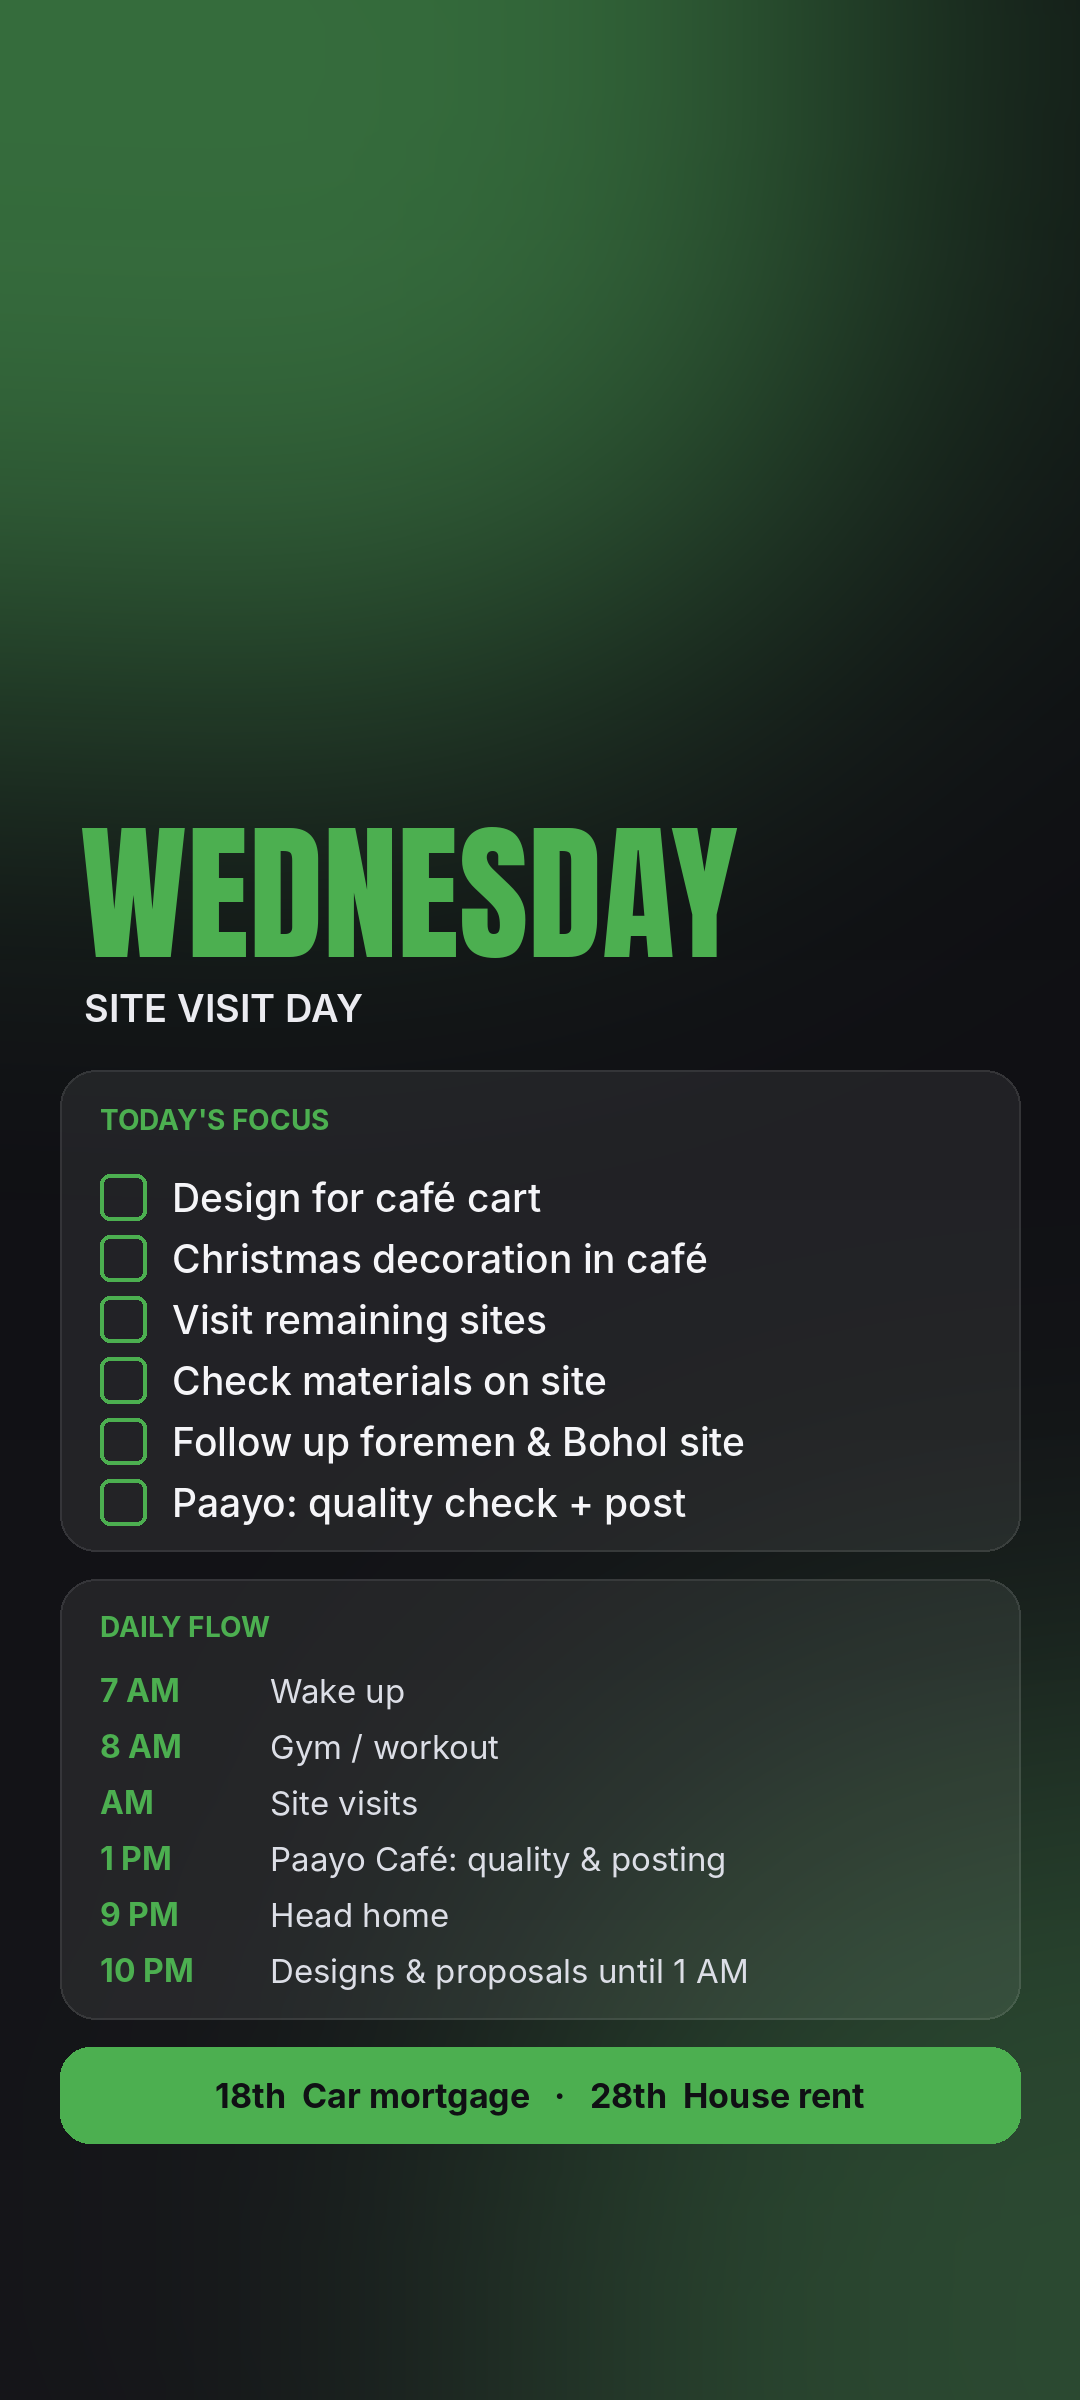 WEDNESDAY
SITE VISIT DAY
TODAY'S FOCUS
Design for café cart
Christmas decoration in café
Visit remaining sites
Check materials on site
Follow up foremen & Bohol site
Paayo: quality check + post
DAILY FLOW
7 AM Wake up
8 AM Gym / workout
AM Site visits
1 PM Paayo Café: quality & posting
9 PM Head home
10 PM Designs & proposals until 1 AM
18th Car mortgage · 28th House rent